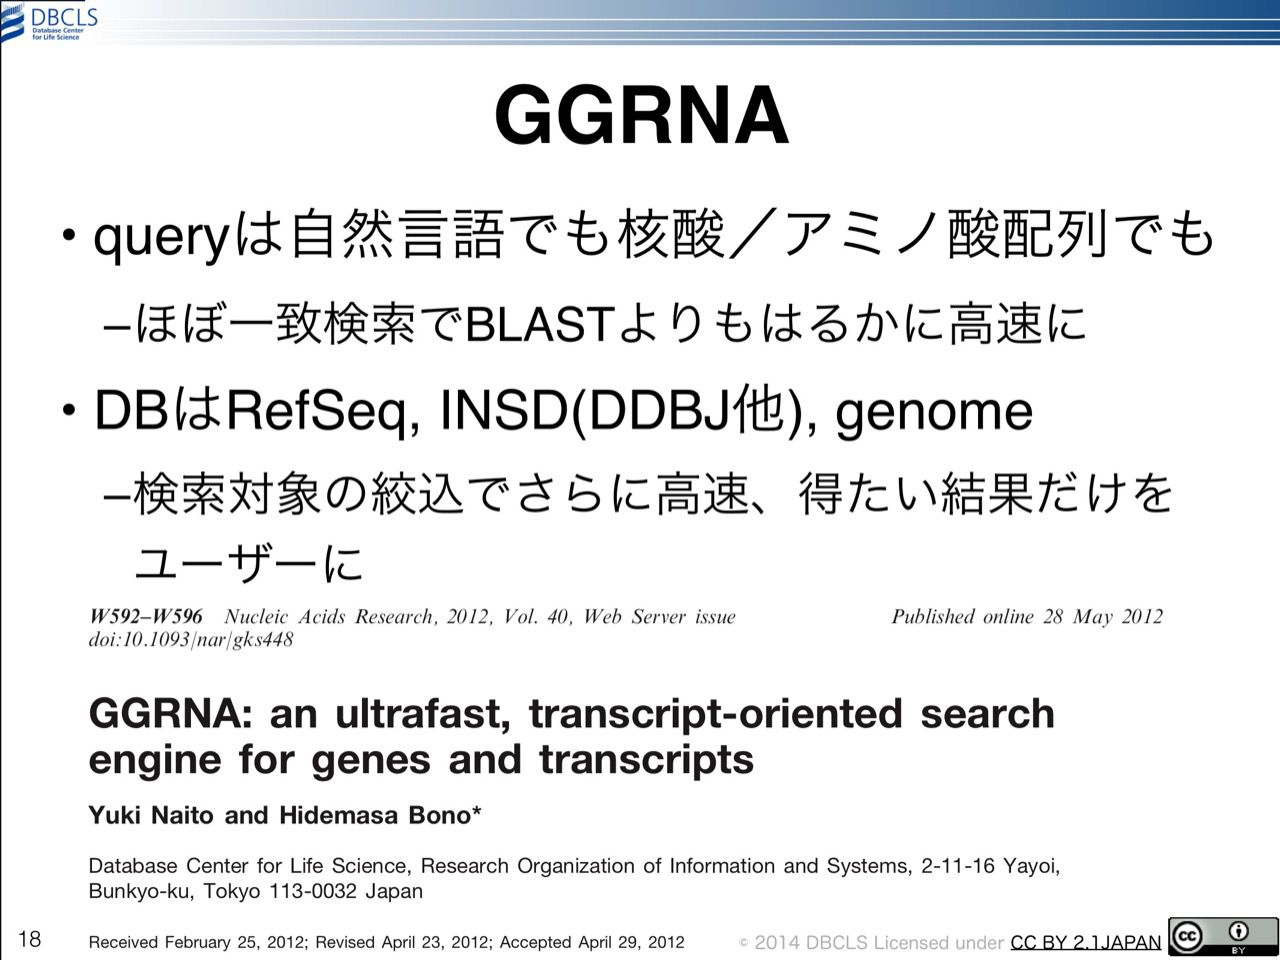 DBCLS
Database Center
for Life Science
GGRNA
• queryは自然言語でも核酸／アミノ酸配列でも
–ほぼ一致検索でBLASTよりもはるかに高速に
• DBはRefSeq, INSD(DDBJ他), genome
–検索対象の絞込でさらに高速、得たい結果だけを
ユーザーに
W592–W596 Nucleic Acids Research, 2012, Vol. 40, Web Server issue Published online 28 May 2012
doi:10.1093/nar/gks448
GGRNA: an ultrafast, transcript-oriented search
engine for genes and transcripts
Yuki Naito and Hidemasa Bono*
Database Center for Life Science, Research Organization of Information and Systems, 2-11-16 Yayoi,
Bunkyo-ku, Tokyo 113-0032 Japan
18 Received February 25, 2012; Revised April 23, 2012; Accepted April 29, 2012 © 2014 DBCLS Licensed under CC BY 2.1JAPAN
cc BY